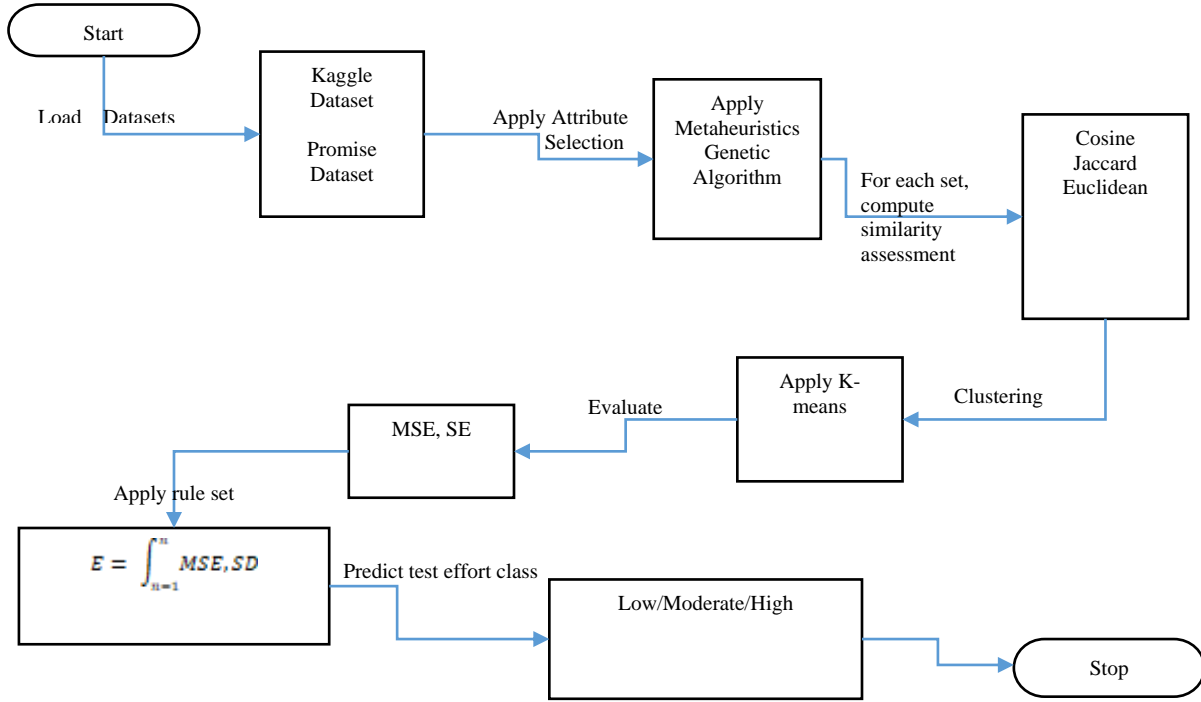 Start
Load Datasets
Kaggle
Dataset
Promise
Dataset
Apply Attribute
Selection
Apply
Metaheuristics
Genetic
Algorithm
For each set,
compute
similarity
assessment
Cosine
Jaccard
Euclidean
Clustering
Apply K-
means
Evaluate
MSE, SE
Apply rule set
E = ∫_{n=1}^{n} MSE, SD
Predict test effort class
Low/Moderate/High
Stop